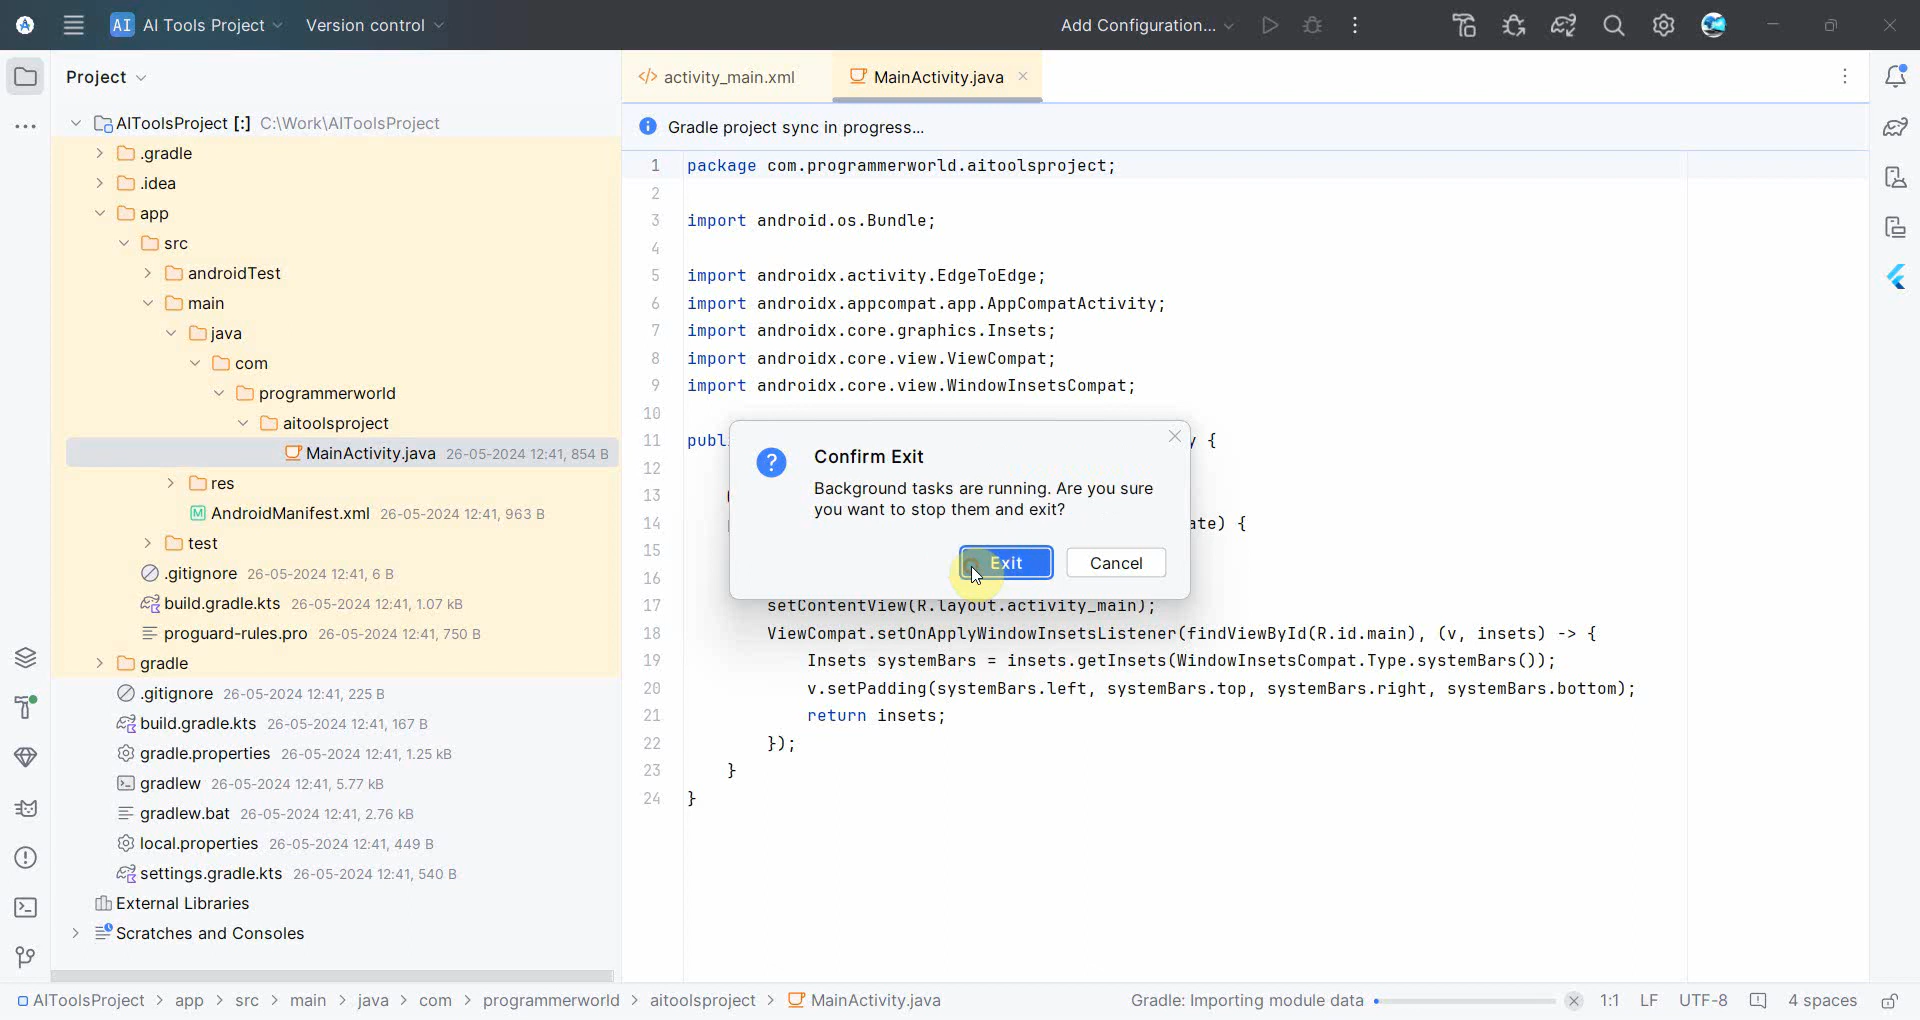 AI AI Tools Project Version control Add Configuration...
Project
AIToolsProject [:] C:\Work\AIToolsProject
.gradle
.idea
app
src
androidTest
main
java
com
programmerworld
aitoolsproject
MainActivity.java 26-05-2024 12:41, 854 B
res
AndroidManifest.xml 26-05-2024 12:41, 963 B
test
.gitignore 26-05-2024 12:41, 6 B
build.gradle.kts 26-05-2024 12:41, 1.07 kB
proguard-rules.pro 26-05-2024 12:41, 750 B
gradle
.gitignore 26-05-2024 12:41, 225 B
build.gradle.kts 26-05-2024 12:41, 167 B
gradle.properties 26-05-2024 12:41, 1.25 kB
gradlew 26-05-2024 12:41, 5.77 kB
gradlew.bat 26-05-2024 12:41, 2.76 kB
local.properties 26-05-2024 12:41, 449 B
settings.gradle.kts 26-05-2024 12:41, 540 B
External Libraries
Scratches and Consoles
activity_main.xml MainActivity.java
Gradle project sync in progress...
1 package com.programmerworld.aitoolsproject;
2
3 import android.os.Bundle;
4
5 import androidx.activity.EdgeToEdge;
6 import androidx.appcompat.app.AppCompatActivity;
7 import androidx.core.graphics.Insets;
8 import androidx.core.view.ViewCompat;
9 import androidx.core.view.WindowInsetsCompat;
10
11 publ y {
12
13
14 ate) {
15
16
17 setContentView(R.layout.activity_main);
18 ViewCompat.setOnApplyWindowInsetsListener(findViewById(R.id.main), (v, insets) -> {
19 Insets systemBars = insets.getInsets(WindowInsetsCompat.Type.systemBars());
20 v.setPadding(systemBars.left, systemBars.top, systemBars.right, systemBars.bottom);
21 return insets;
22 });
23 }
24 }
Confirm Exit
Background tasks are running. Are you sure
you want to stop them and exit?
Exit Cancel
AIToolsProject > app > src > main > java > com > programmerworld > aitoolsproject > MainActivity.java Gradle: Importing module data 1:1 LF UTF-8 4 spaces